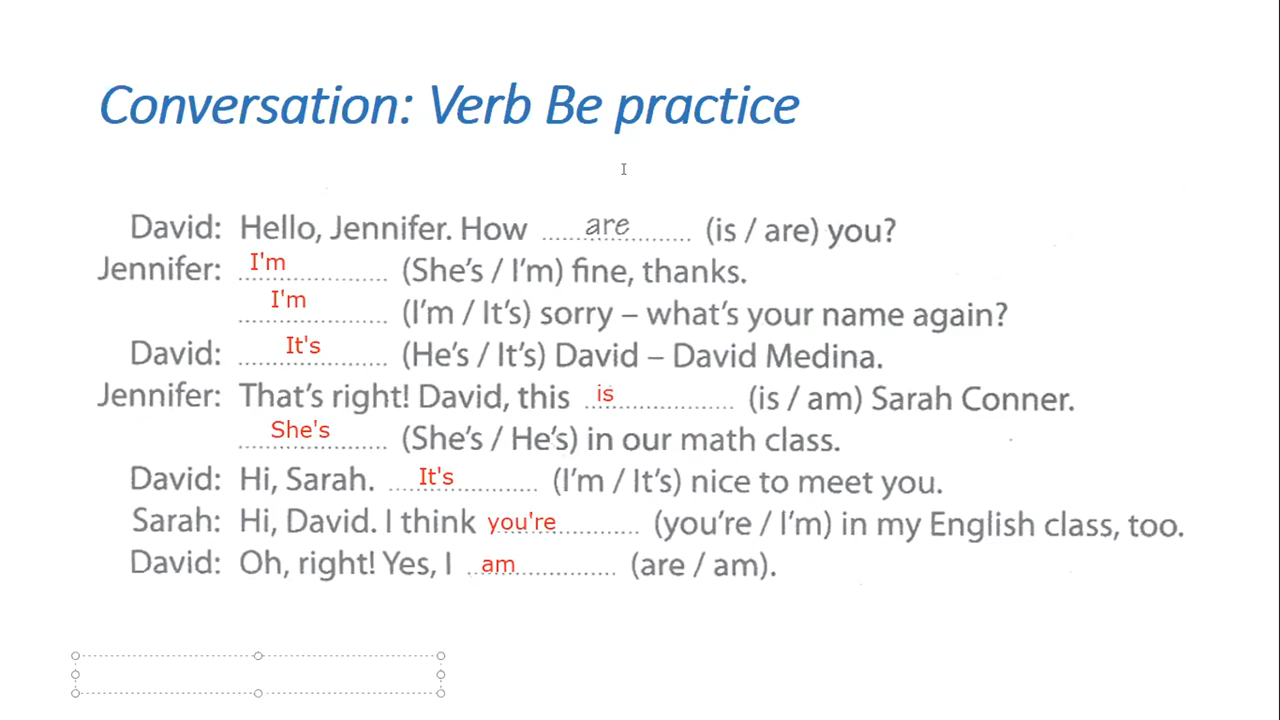 Conversation: Verb Be practice
David: Hello, Jennifer. How ....are.... (is / are) you?
Jennifer: I'm (She's / I'm) fine, thanks.
I'm (I'm / It's) sorry – what's your name again?
David: It's (He's / It's) David – David Medina.
Jennifer: That's right! David, this is (is / am) Sarah Conner.
She's (She's / He's) in our math class.
David: Hi, Sarah. It's (I'm / It's) nice to meet you.
Sarah: Hi, David. I think you're (you're / I'm) in my English class, too.
David: Oh, right! Yes, I am (are / am).